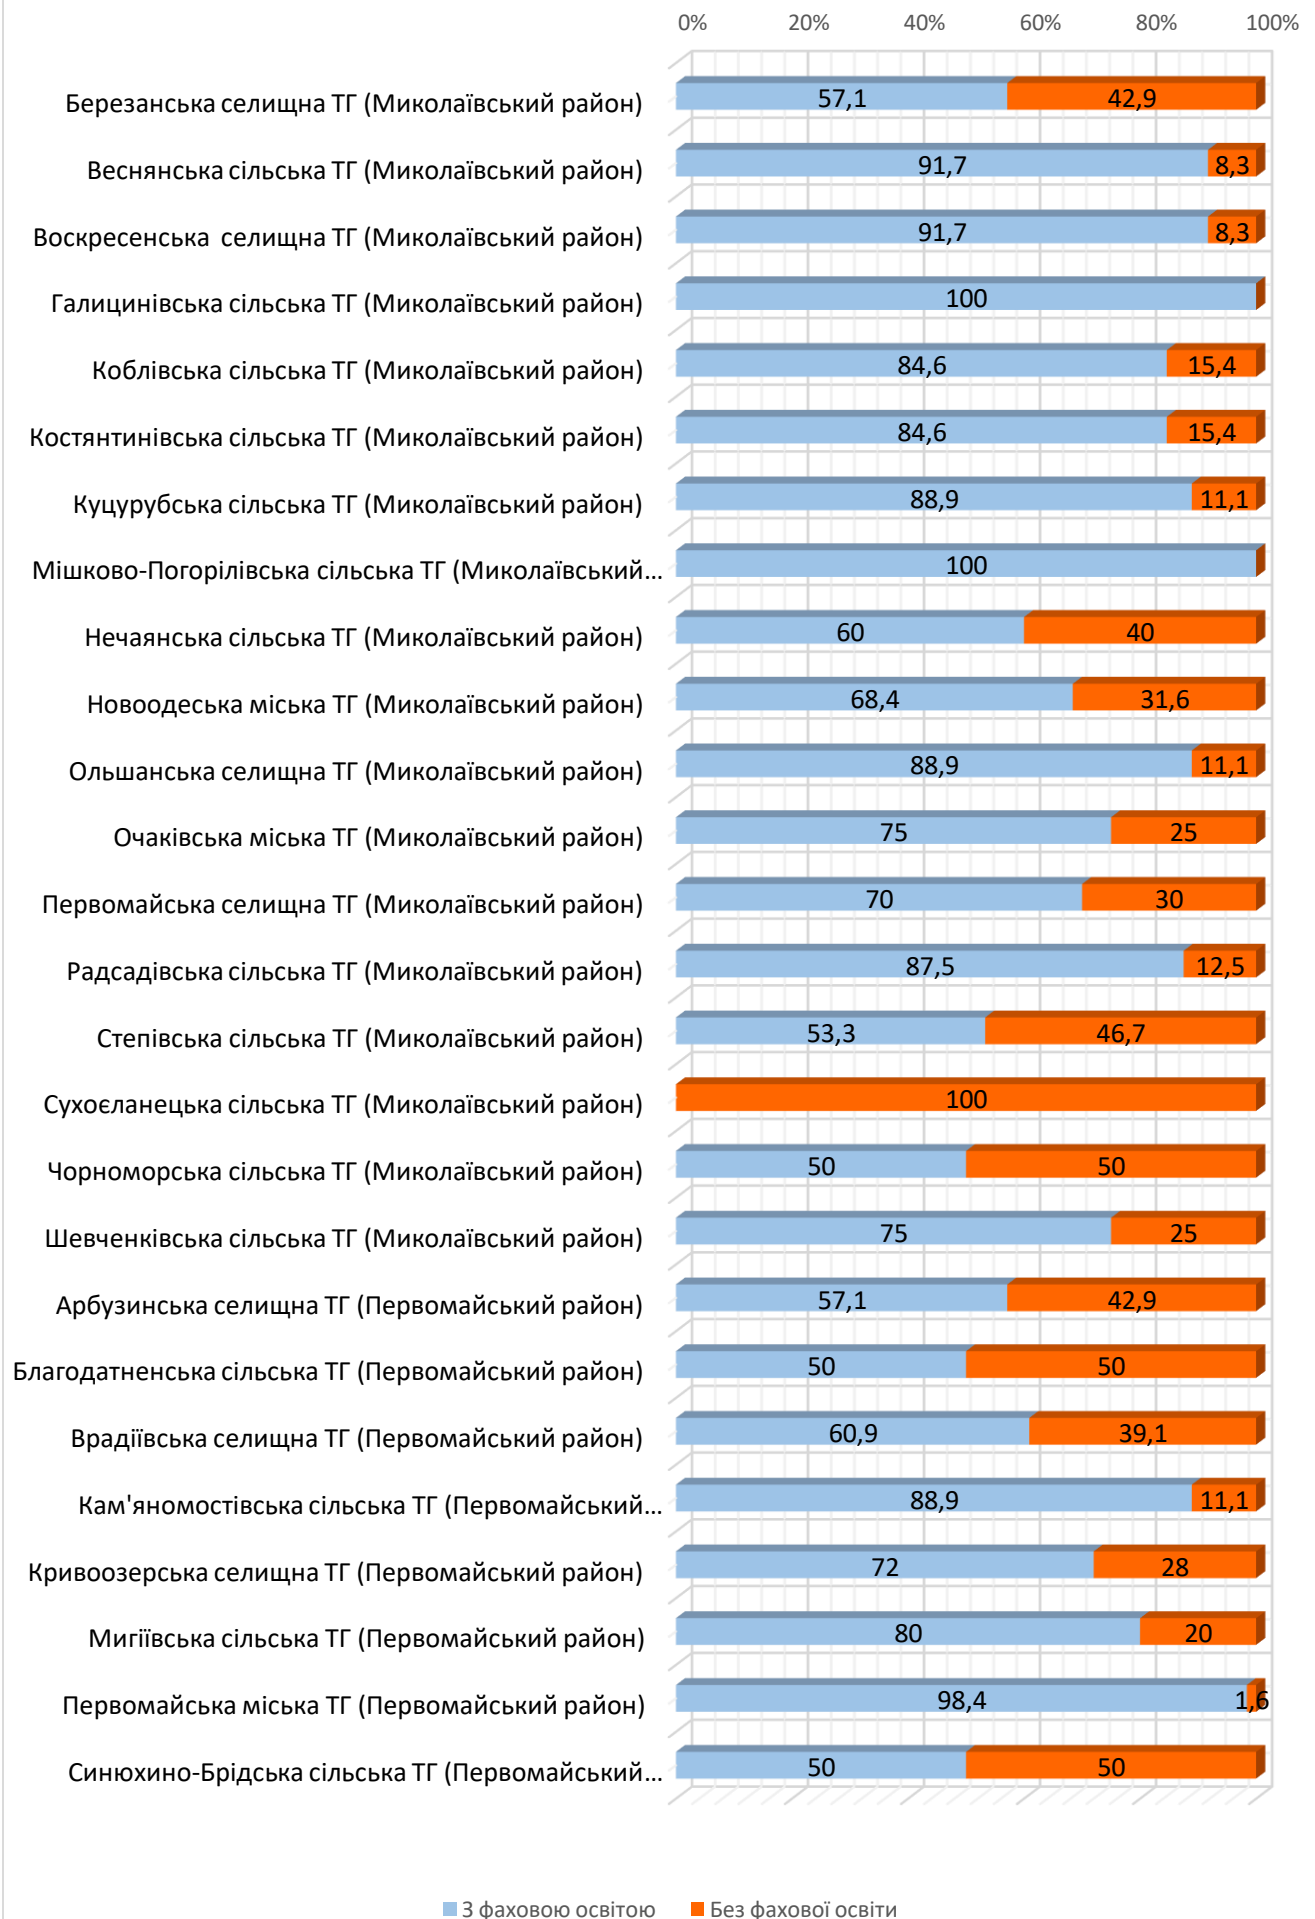 0% 20% 40% 60% 80% 100%
Березанська селищна ТГ (Миколаївський район) 57,1 42,9
Веснянська сільська ТГ (Миколаївський район) 91,7 8,3
Воскресенська селищна ТГ (Миколаївський район) 91,7 8,3
Галицинівська сільська ТГ (Миколаївський район) 100
Коблівська сільська ТГ (Миколаївський район) 84,6 15,4
Костянтинівська сільська ТГ (Миколаївський район) 84,6 15,4
Куцурубська сільська ТГ (Миколаївський район) 88,9 11,1
Мішково-Погорілівська сільська ТГ (Миколаївський... 100
Нечаянська сільська ТГ (Миколаївський район) 60 40
Новоодеська міська ТГ (Миколаївський район) 68,4 31,6
Ольшанська селищна ТГ (Миколаївський район) 88,9 11,1
Очаківська міська ТГ (Миколаївський район) 75 25
Первомайська селищна ТГ (Миколаївський район) 70 30
Радсадівська сільська ТГ (Миколаївський район) 87,5 12,5
Степівська сільська ТГ (Миколаївський район) 53,3 46,7
Сухоєланецька сільська ТГ (Миколаївський район) 100
Чорноморська сільська ТГ (Миколаївський район) 50 50
Шевченківська сільська ТГ (Миколаївський район) 75 25
Арбузинська селищна ТГ (Первомайський район) 57,1 42,9
Благодатненська сільська ТГ (Первомайський район) 50 50
Врадіївська селищна ТГ (Первомайський район) 60,9 39,1
Кам'яномостівська сільська ТГ (Первомайський... 88,9 11,1
Кривоозерська селищна ТГ (Первомайський район) 72 28
Мигіївська сільська ТГ (Первомайський район) 80 20
Первомайська міська ТГ (Первомайський район) 98,4 1,6
Синюхино-Брідська сільська ТГ (Первомайський... 50 50
З фаховою освітою Без фахової освіти